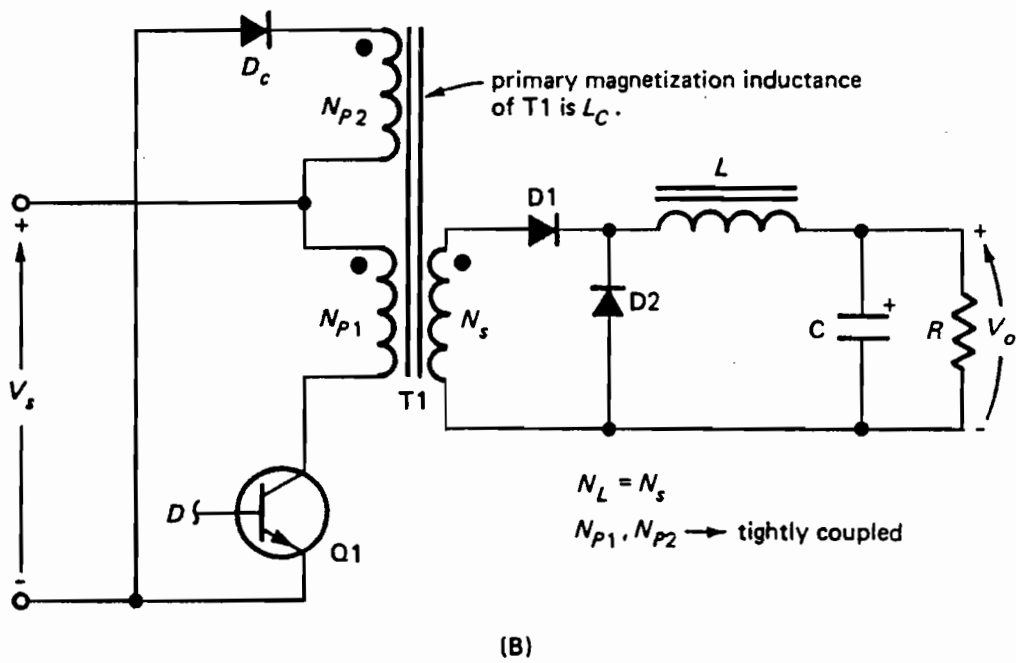 D_c
N_P2
primary magnetization inductance
of T1 is L_C.
L
D1
+
+
N_P1
N_s
D2
C
+
R
V_o
V_s
T1
-
N_L = N_s
D
N_P1, N_P2 → tightly coupled
Q1
-
(B)